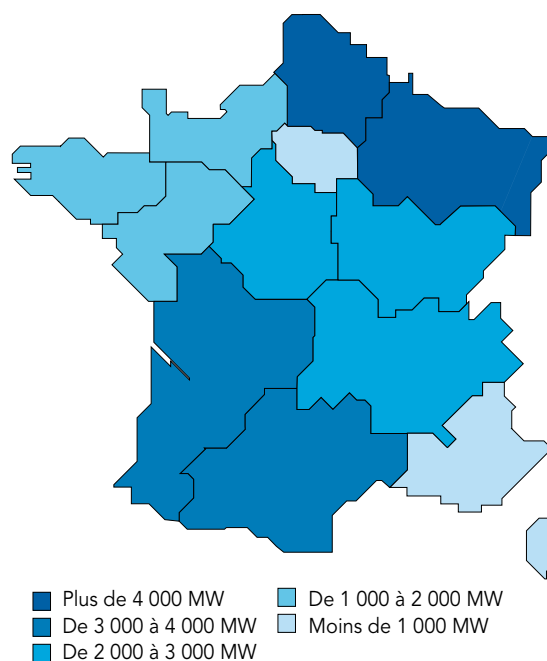 Plus de 4 000 MW
De 3 000 à 4 000 MW
De 2 000 à 3 000 MW
De 1 000 à 2 000 MW
Moins de 1 000 MW